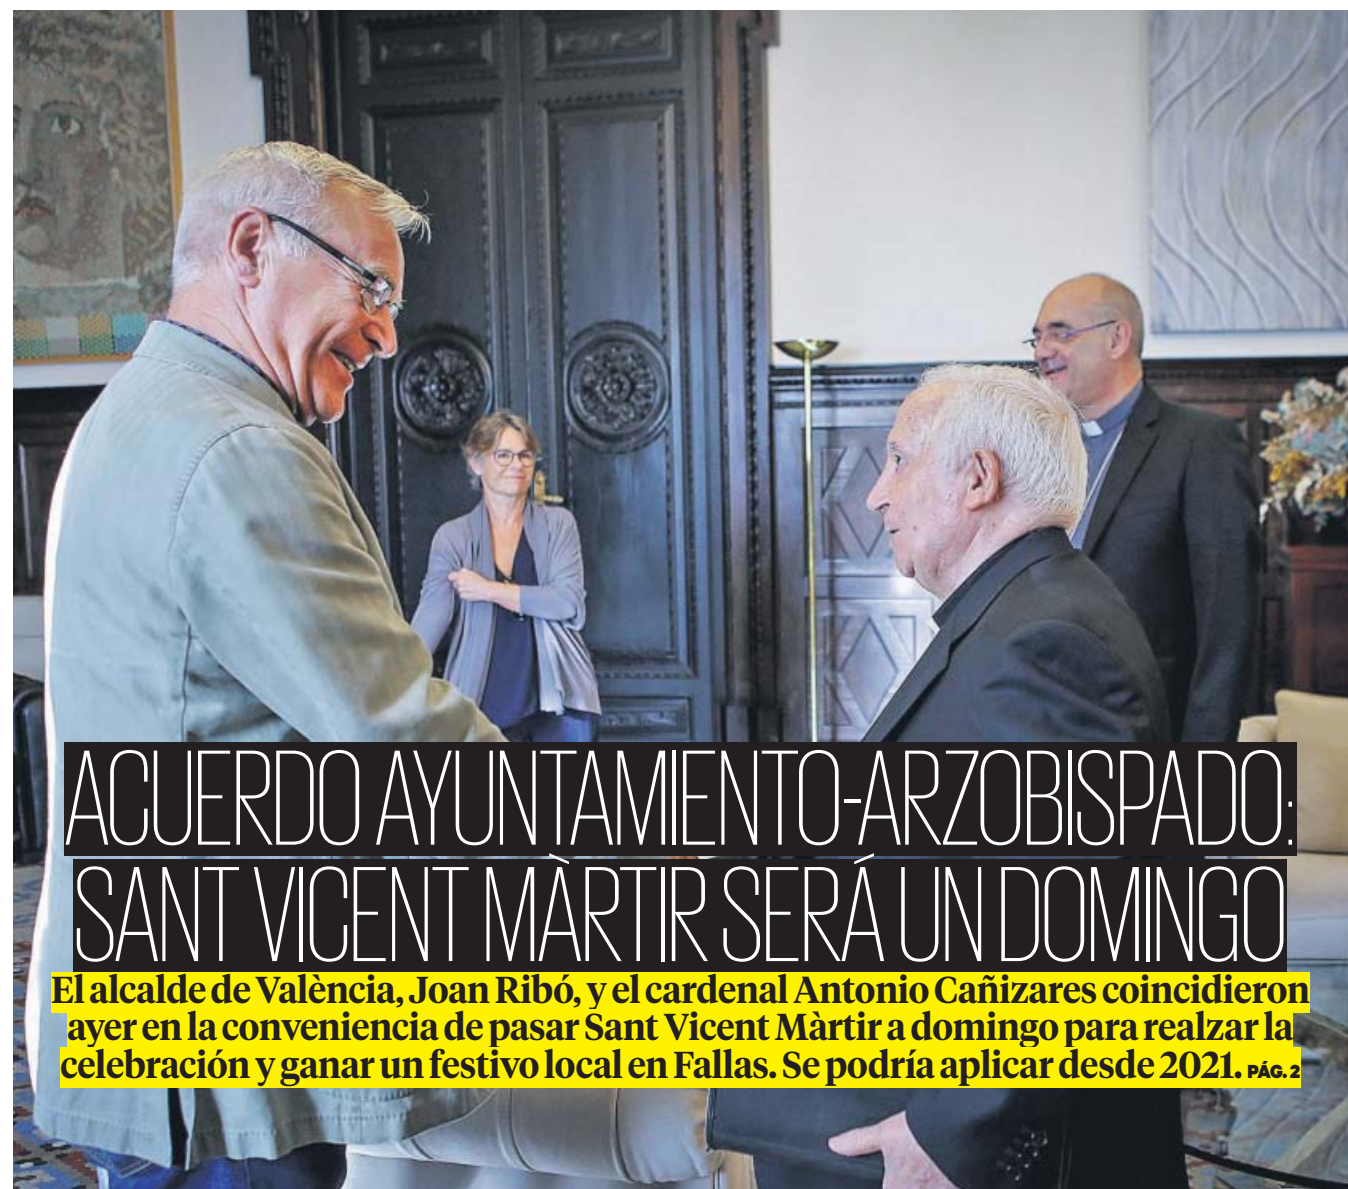 ACUERDO AYUNTAMIENTO-ARZOBISPADO:
SANT VICENT MÀRTIR SERÁ UN DOMINGO
El alcalde de València, Joan Ribó, y el cardenal Antonio Cañizares coincidieron
ayer en la conveniencia de pasar Sant Vicent Màrtir a domingo para realzar la
celebración y ganar un festivo local en Fallas. Se podría aplicar desde 2021. PÁG. 2